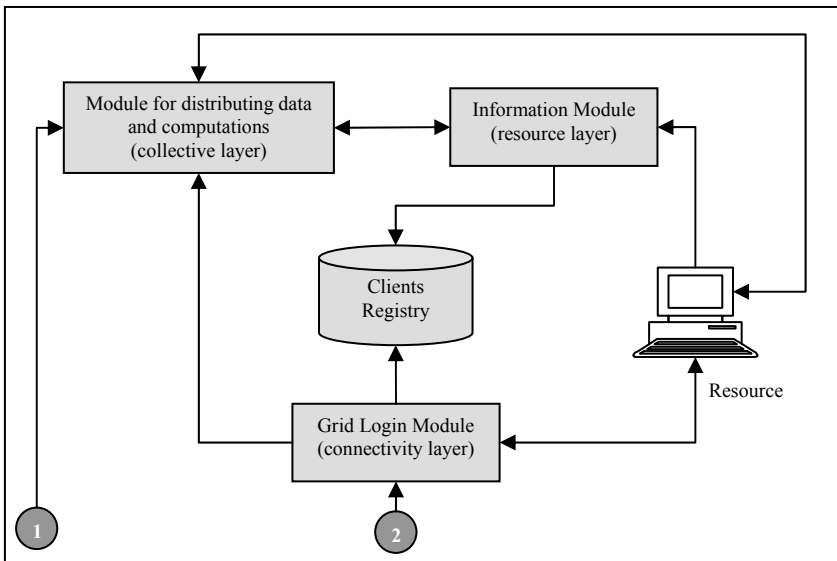 Module for distributing data
and computations
(collective layer)
Information Module
(resource layer)
Clients
Registry
Resource
Grid Login Module
(connectivity layer)
1
2